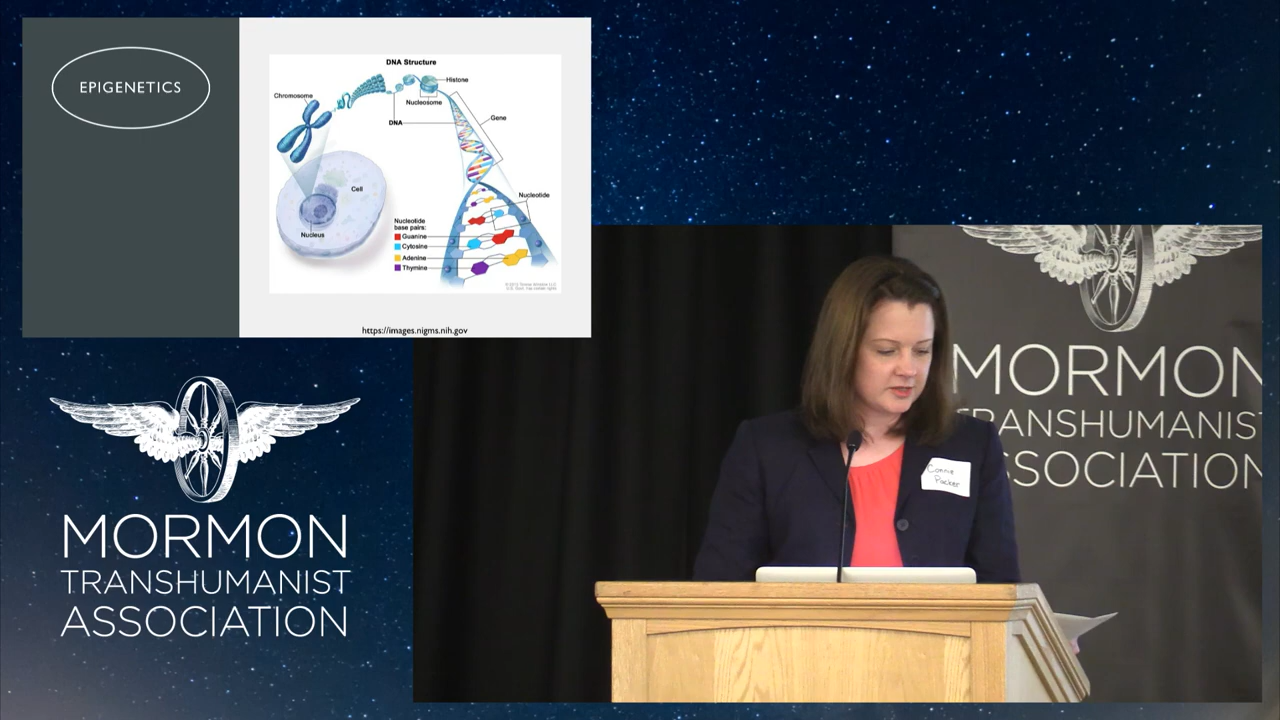 EPIGENETICS
DNA Structure
Chromosome
Histone
Nucleosome
DNA
Gene
Cell
Nucleus
Nucleotide
Nucleotide
base pairs:
Guanine
Cytosine
Adenine
Thymine
https://images.nigms.nih.gov
MORMON
TRANSHUMANIST
ASSOCIATION
MORMON
TRANSHUMANIST
ASSOCIATION
Connie
Packer